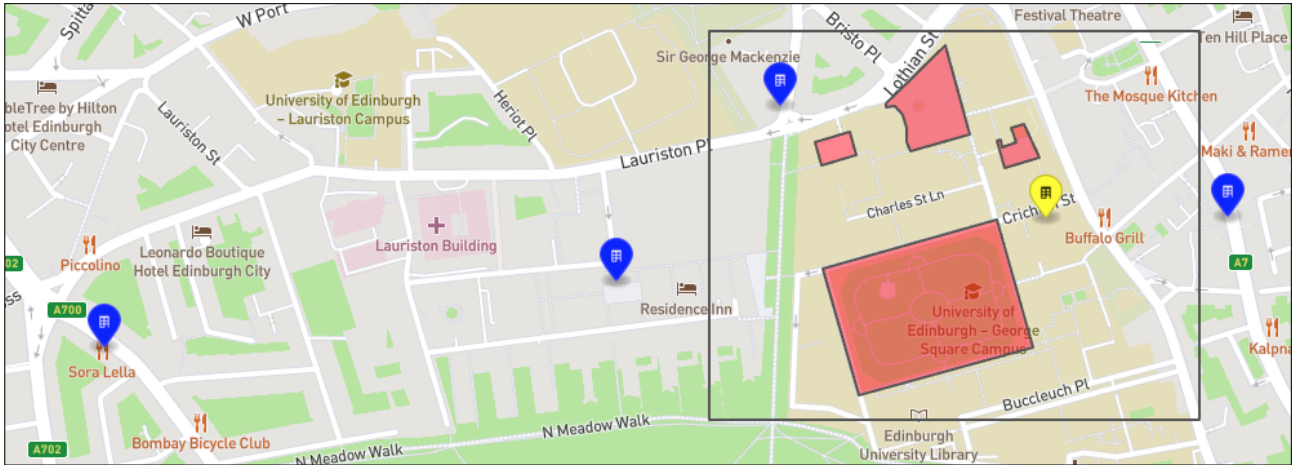 Spitta
W Port
Bristo Pl
Lothian St
Festival Theatre
Ten Hill Place
Sir George Mackenzie
bleTree by Hilton
otel Edinburgh
City Centre
University of Edinburgh
– Lauriston Campus
Heriot Pl
The Mosque Kitchen
Lauriston St
Lauriston Pl
Maki & Ramen
Charles St Ln
Crichton St
Lauriston Building
Leonardo Boutique
Hotel Edinburgh City
Piccolino
Buffalo Grill
02
A7
ess
A700
Residence Inn
University of
Edinburgh – George
Square Campus
Kalpna
Sora Lella
Buccleuch Pl
Bombay Bicycle Club
N Meadow Walk
Edinburgh
University Library
A702
N Meadow Walk